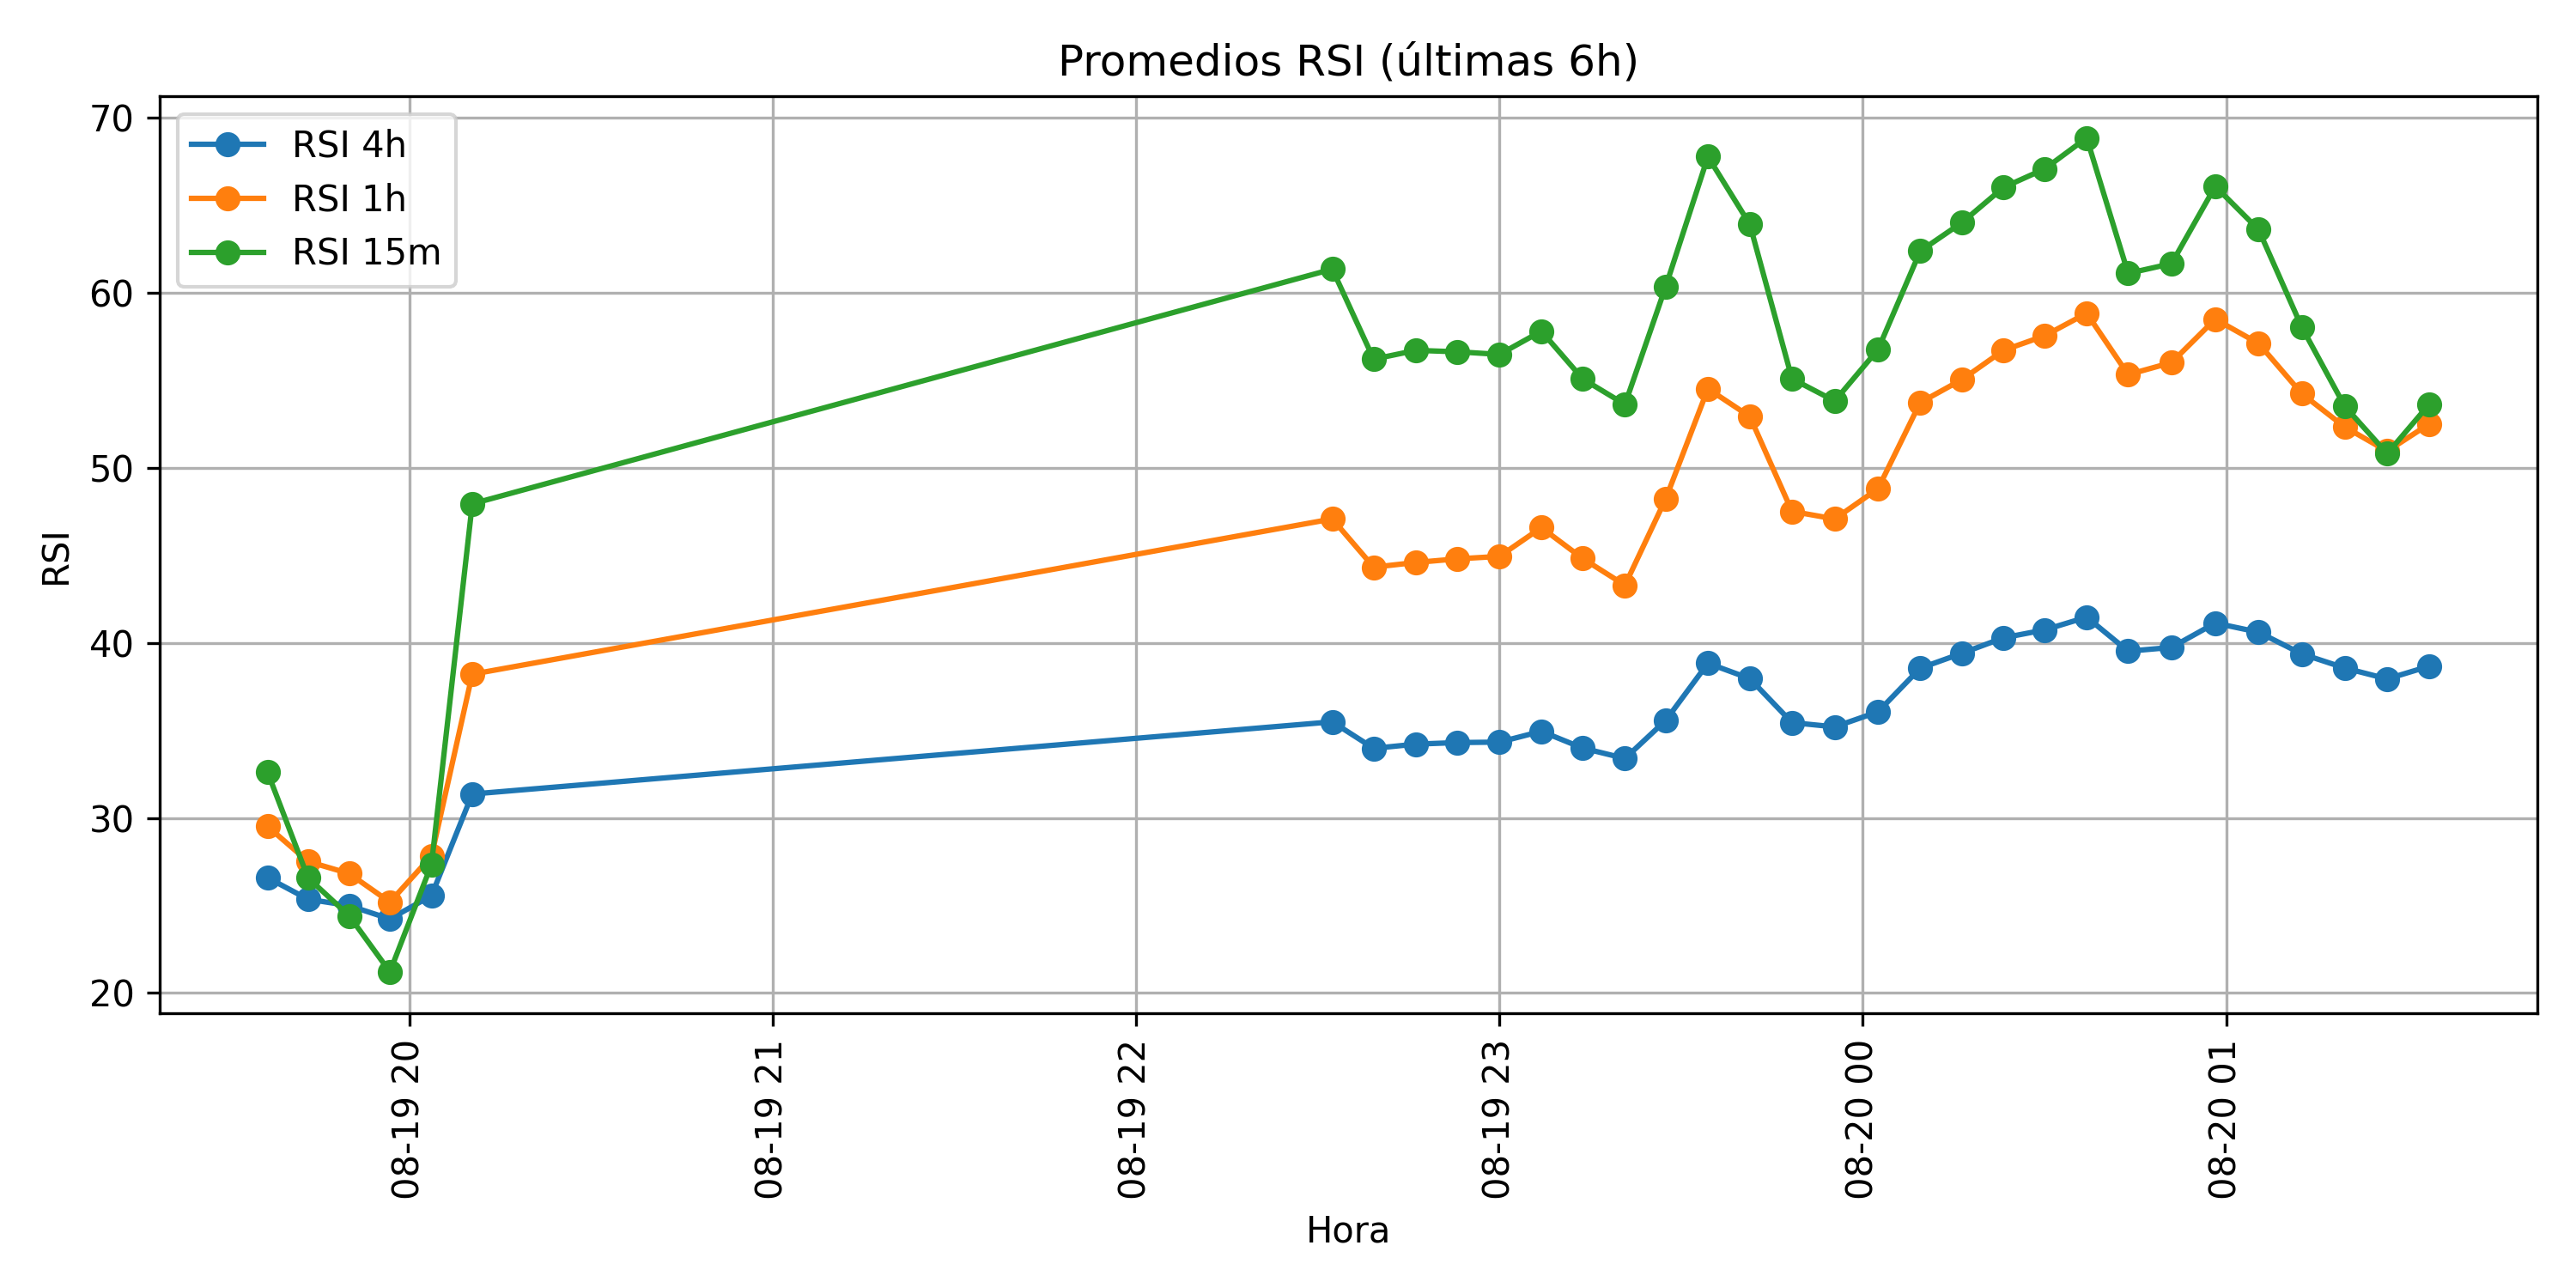 Promedios RSI (últimas 6h)
RSI 4h
RSI 1h
RSI 15m
70
60
50
40
30
20
RSI
08-19 20
08-19 21
08-19 22
08-19 23
08-20 00
08-20 01
Hora